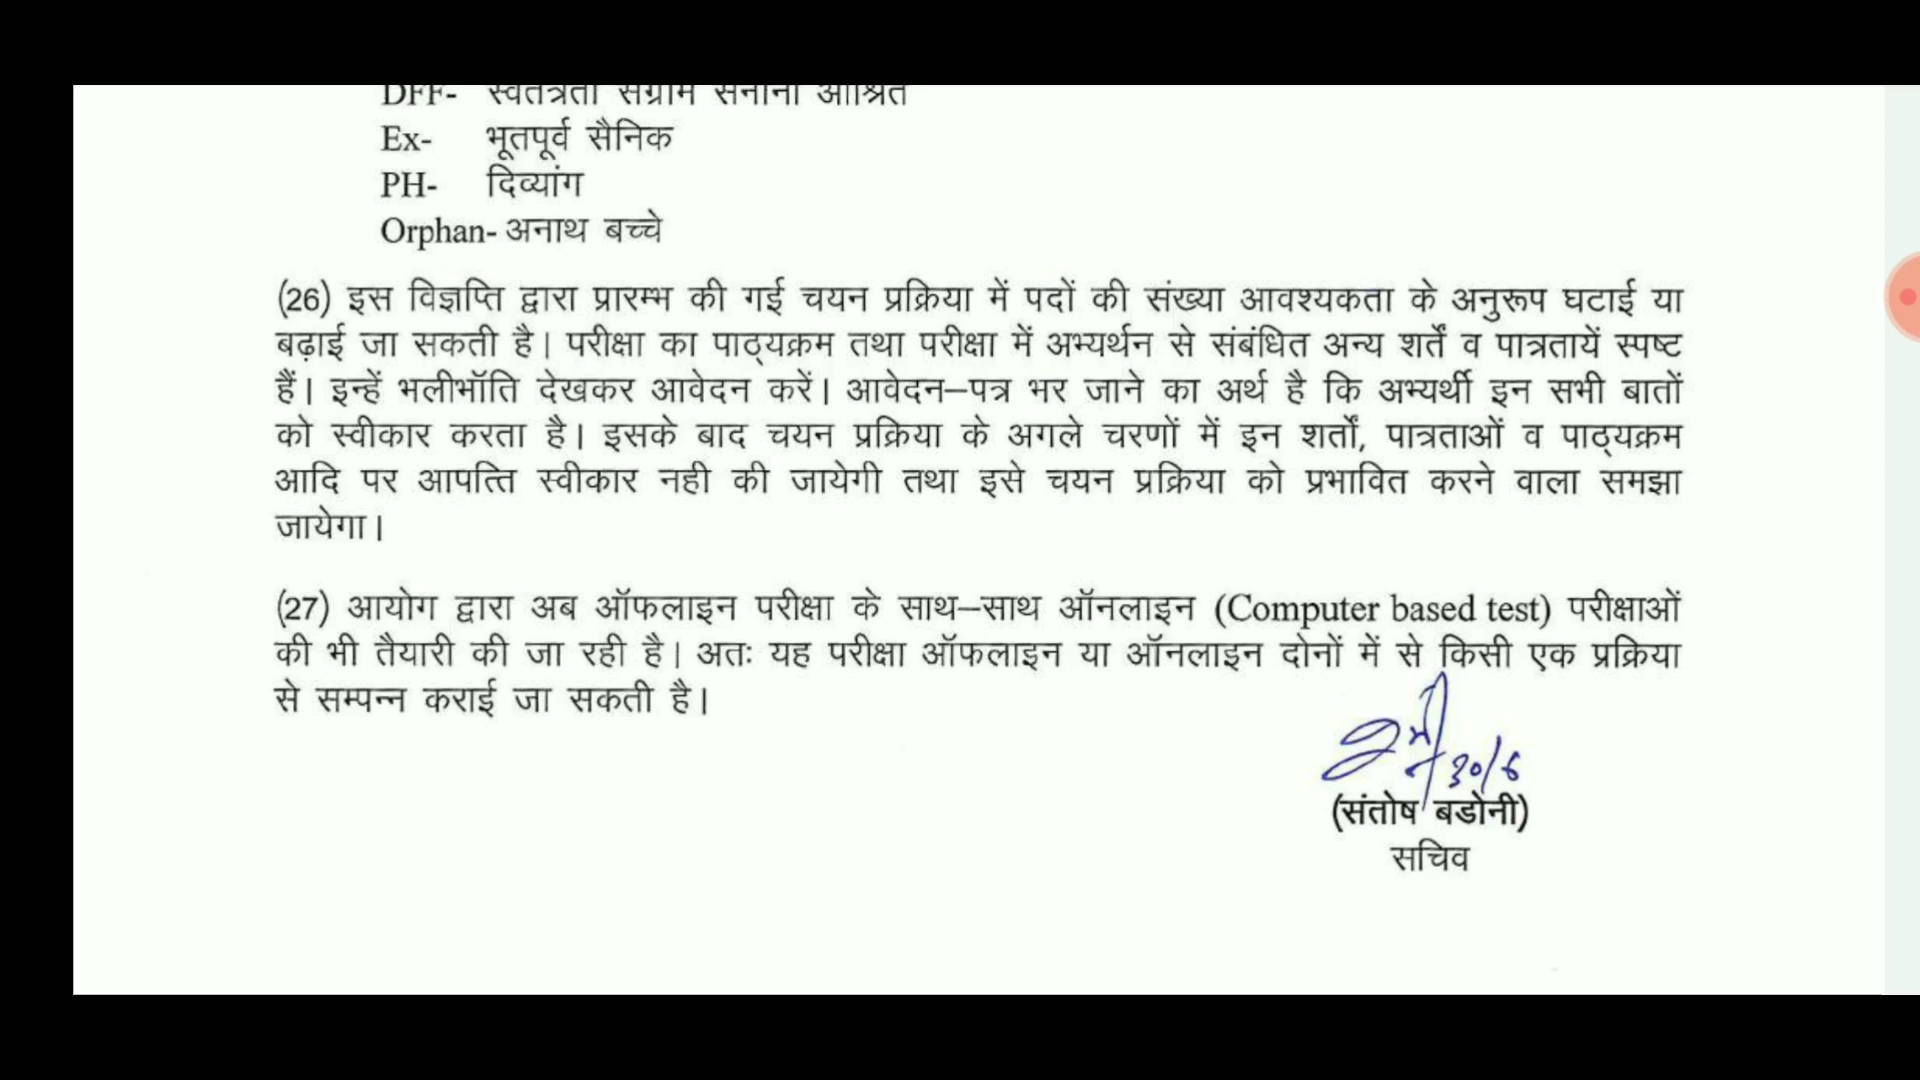 DFF- स्वतंत्रता संग्राम सेनानी आश्रित
Ex- भूतपूर्व सैनिक
PH- दिव्यांग
Orphan- अनाथ बच्चे
(26) इस विज्ञप्ति द्वारा प्रारम्भ की गई चयन प्रक्रिया में पदों की संख्या आवश्यकता के अनुरूप घटाई या
बढ़ाई जा सकती है। परीक्षा का पाठ्यक्रम तथा परीक्षा में अभ्यर्थन से संबंधित अन्य शर्तें व पात्रतायें स्पष्ट
हैं। इन्हें भलीभॉति देखकर आवेदन करें। आवेदन–पत्र भर जाने का अर्थ है कि अभ्यर्थी इन सभी बातों
को स्वीकार करता है। इसके बाद चयन प्रक्रिया के अगले चरणों में इन शर्तों, पात्रताओं व पाठ्यक्रम
आदि पर आपत्ति स्वीकार नही की जायेगी तथा इसे चयन प्रक्रिया को प्रभावित करने वाला समझा
जायेगा।
(27) आयोग द्वारा अब ऑफलाइन परीक्षा के साथ–साथ ऑनलाइन (Computer based test) परीक्षाओं
की भी तैयारी की जा रही है। अतः यह परीक्षा ऑफलाइन या ऑनलाइन दोनों में से किसी एक प्रक्रिया
से सम्पन्न कराई जा सकती है।
30/6
(संतोष बडोनी)
सचिव